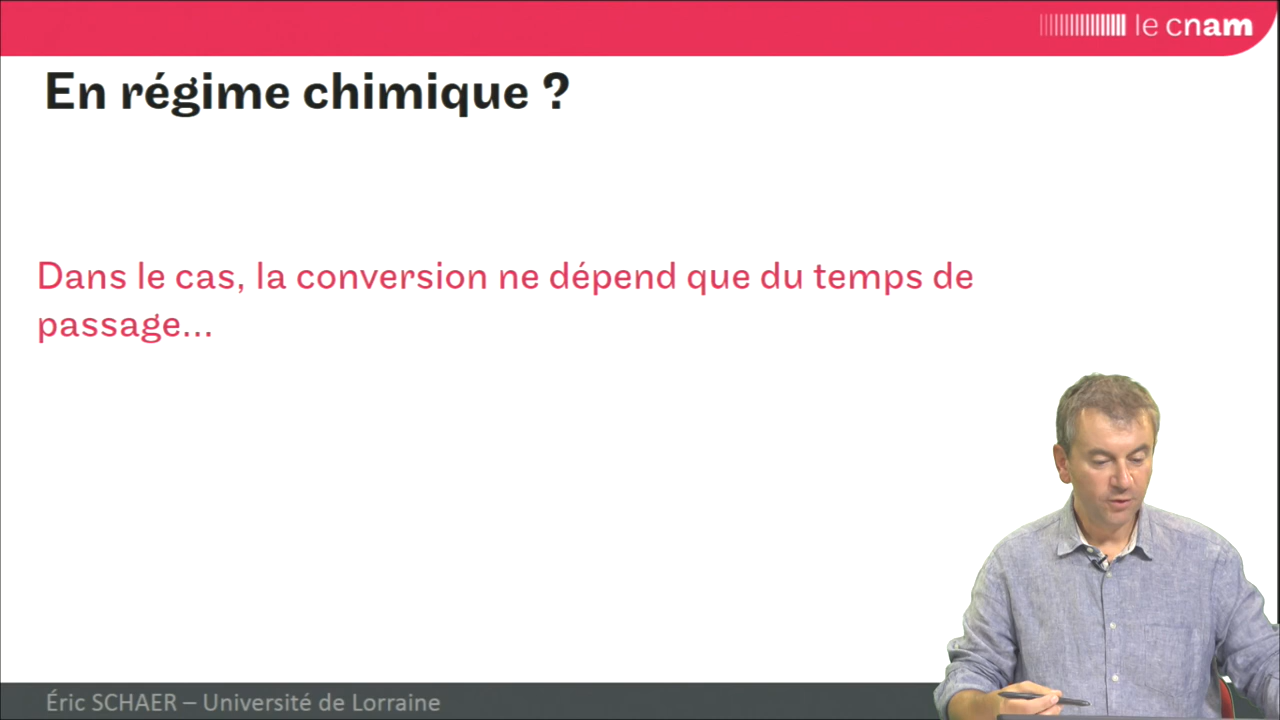 le cnam
En régime chimique ?
Dans le cas, la conversion ne dépend que du temps de
passage...
Éric SCHAER – Université de Lorraine